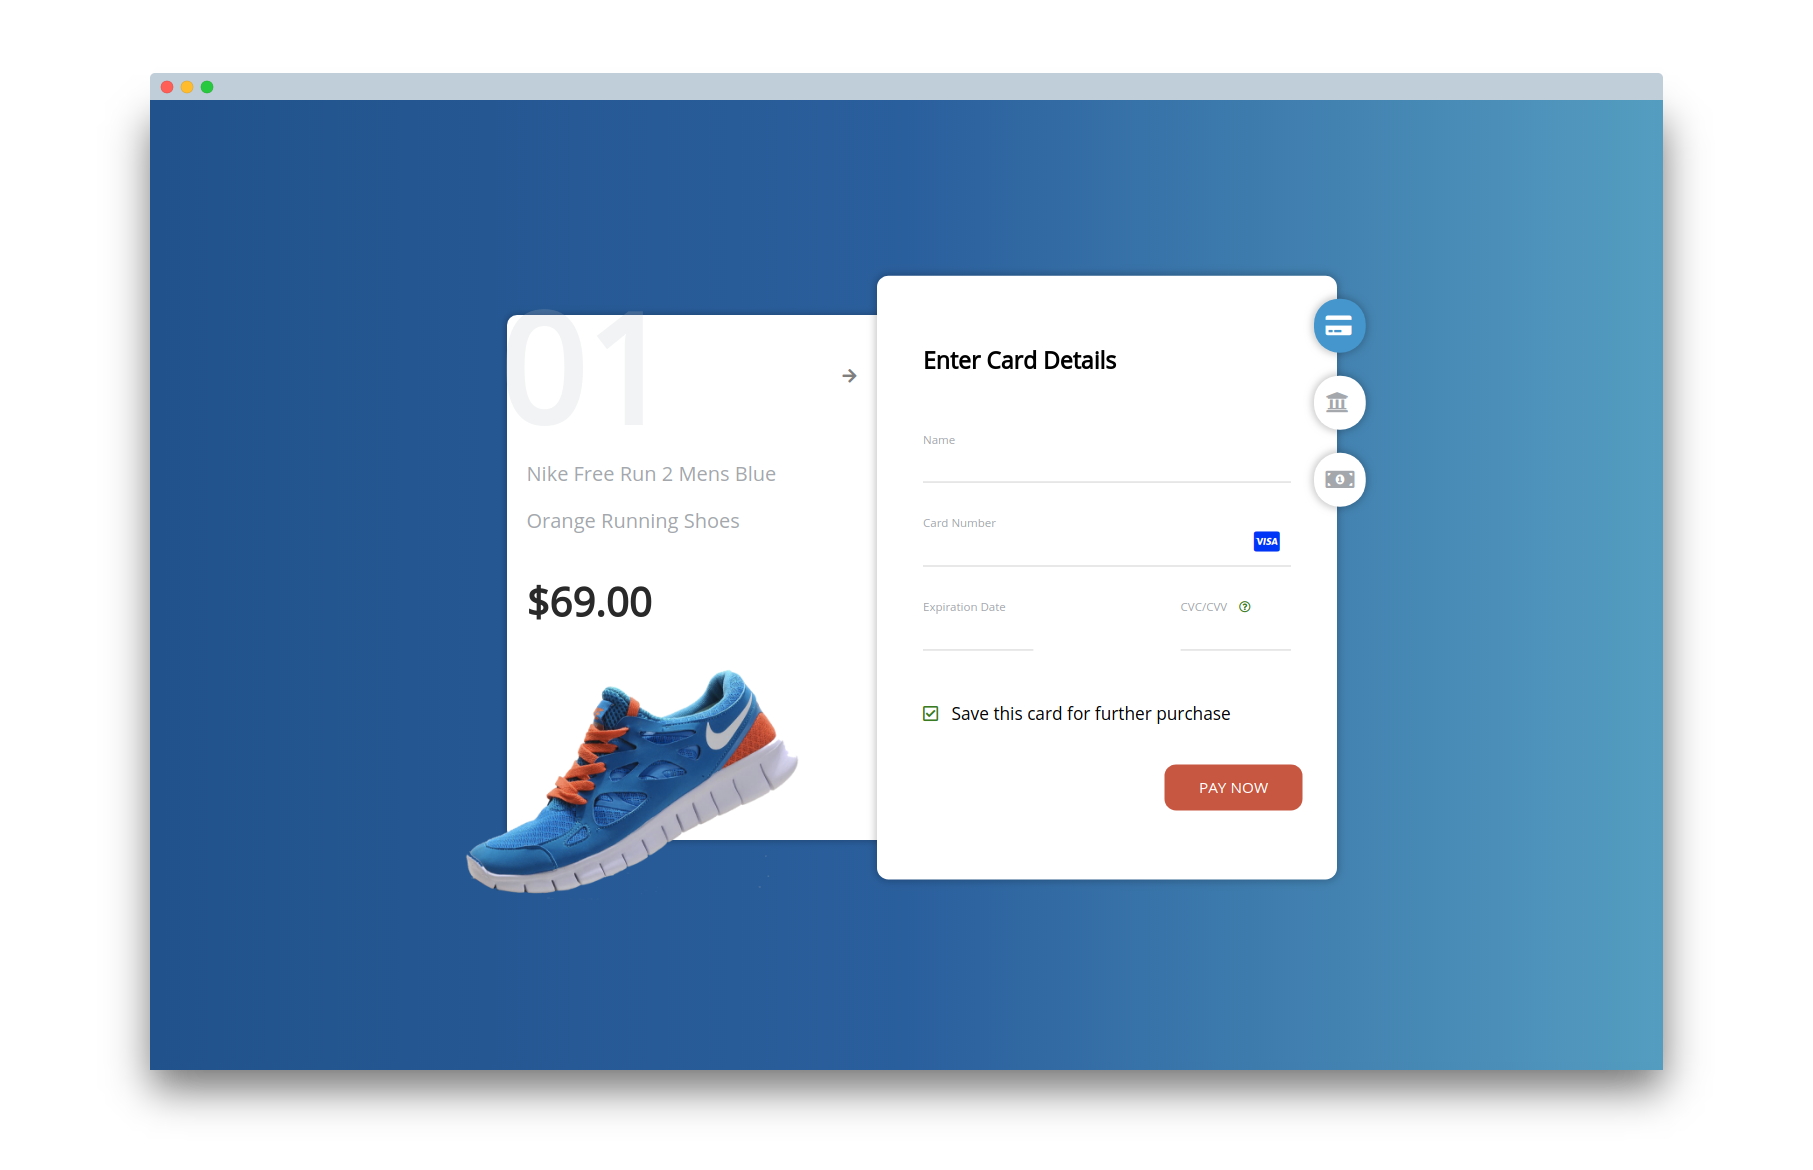 01
Nike Free Run 2 Mens Blue
Orange Running Shoes
$69.00
Enter Card Details
Name
Card Number
VISA
Expiration Date
CVC/CVV
Save this card for further purchase
PAY NOW